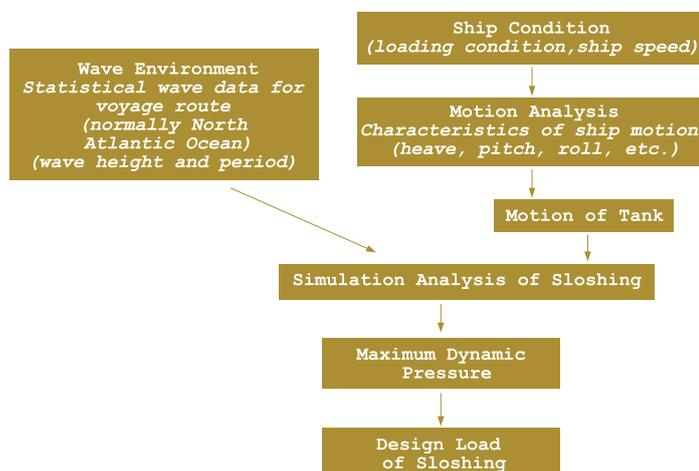 Ship Condition
(loading condition,ship speed)
Wave Environment
Statistical wave data for
voyage route
(normally North
Atlantic Ocean)
(wave height and period)
Motion Analysis
Characteristics of ship motion
(heave, pitch, roll, etc.)
Motion of Tank
Simulation Analysis of Sloshing
Maximum Dynamic
Pressure
Design Load
of Sloshing